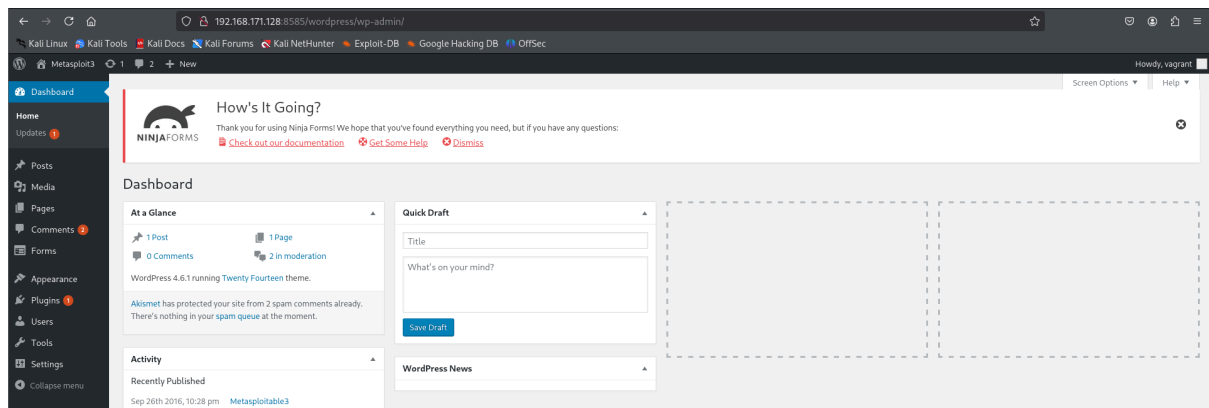 192.168.171.128:8585/wordpress/wp-admin/
Kali Linux Kali Tools Kali Docs Kali Forums Kali NetHunter Exploit-DB Google Hacking DB OffSec
Metasploit3 1 2 + New Howdy, vagrant
Screen Options Help
Dashboard
Home
Updates 1
Posts
Media
Pages
Comments 2
Forms
Appearance
Plugins 1
Users
Tools
Settings
Collapse menu
NINJAFORMS
How's It Going?
Thank you for using Ninja Forms! We hope that you've found everything you need, but if you have any questions:
Check out our documentation Get Some Help Dismiss
Dashboard
At a Glance
1 Post 1 Page
0 Comments 2 in moderation
WordPress 4.6.1 running Twenty Fourteen theme.
Akismet has protected your site from 2 spam comments already.
There's nothing in your spam queue at the moment.
Activity
Recently Published
Sep 26th 2016, 10:28 pm Metasploitable3
Quick Draft
Title
What's on your mind?
Save Draft
WordPress News